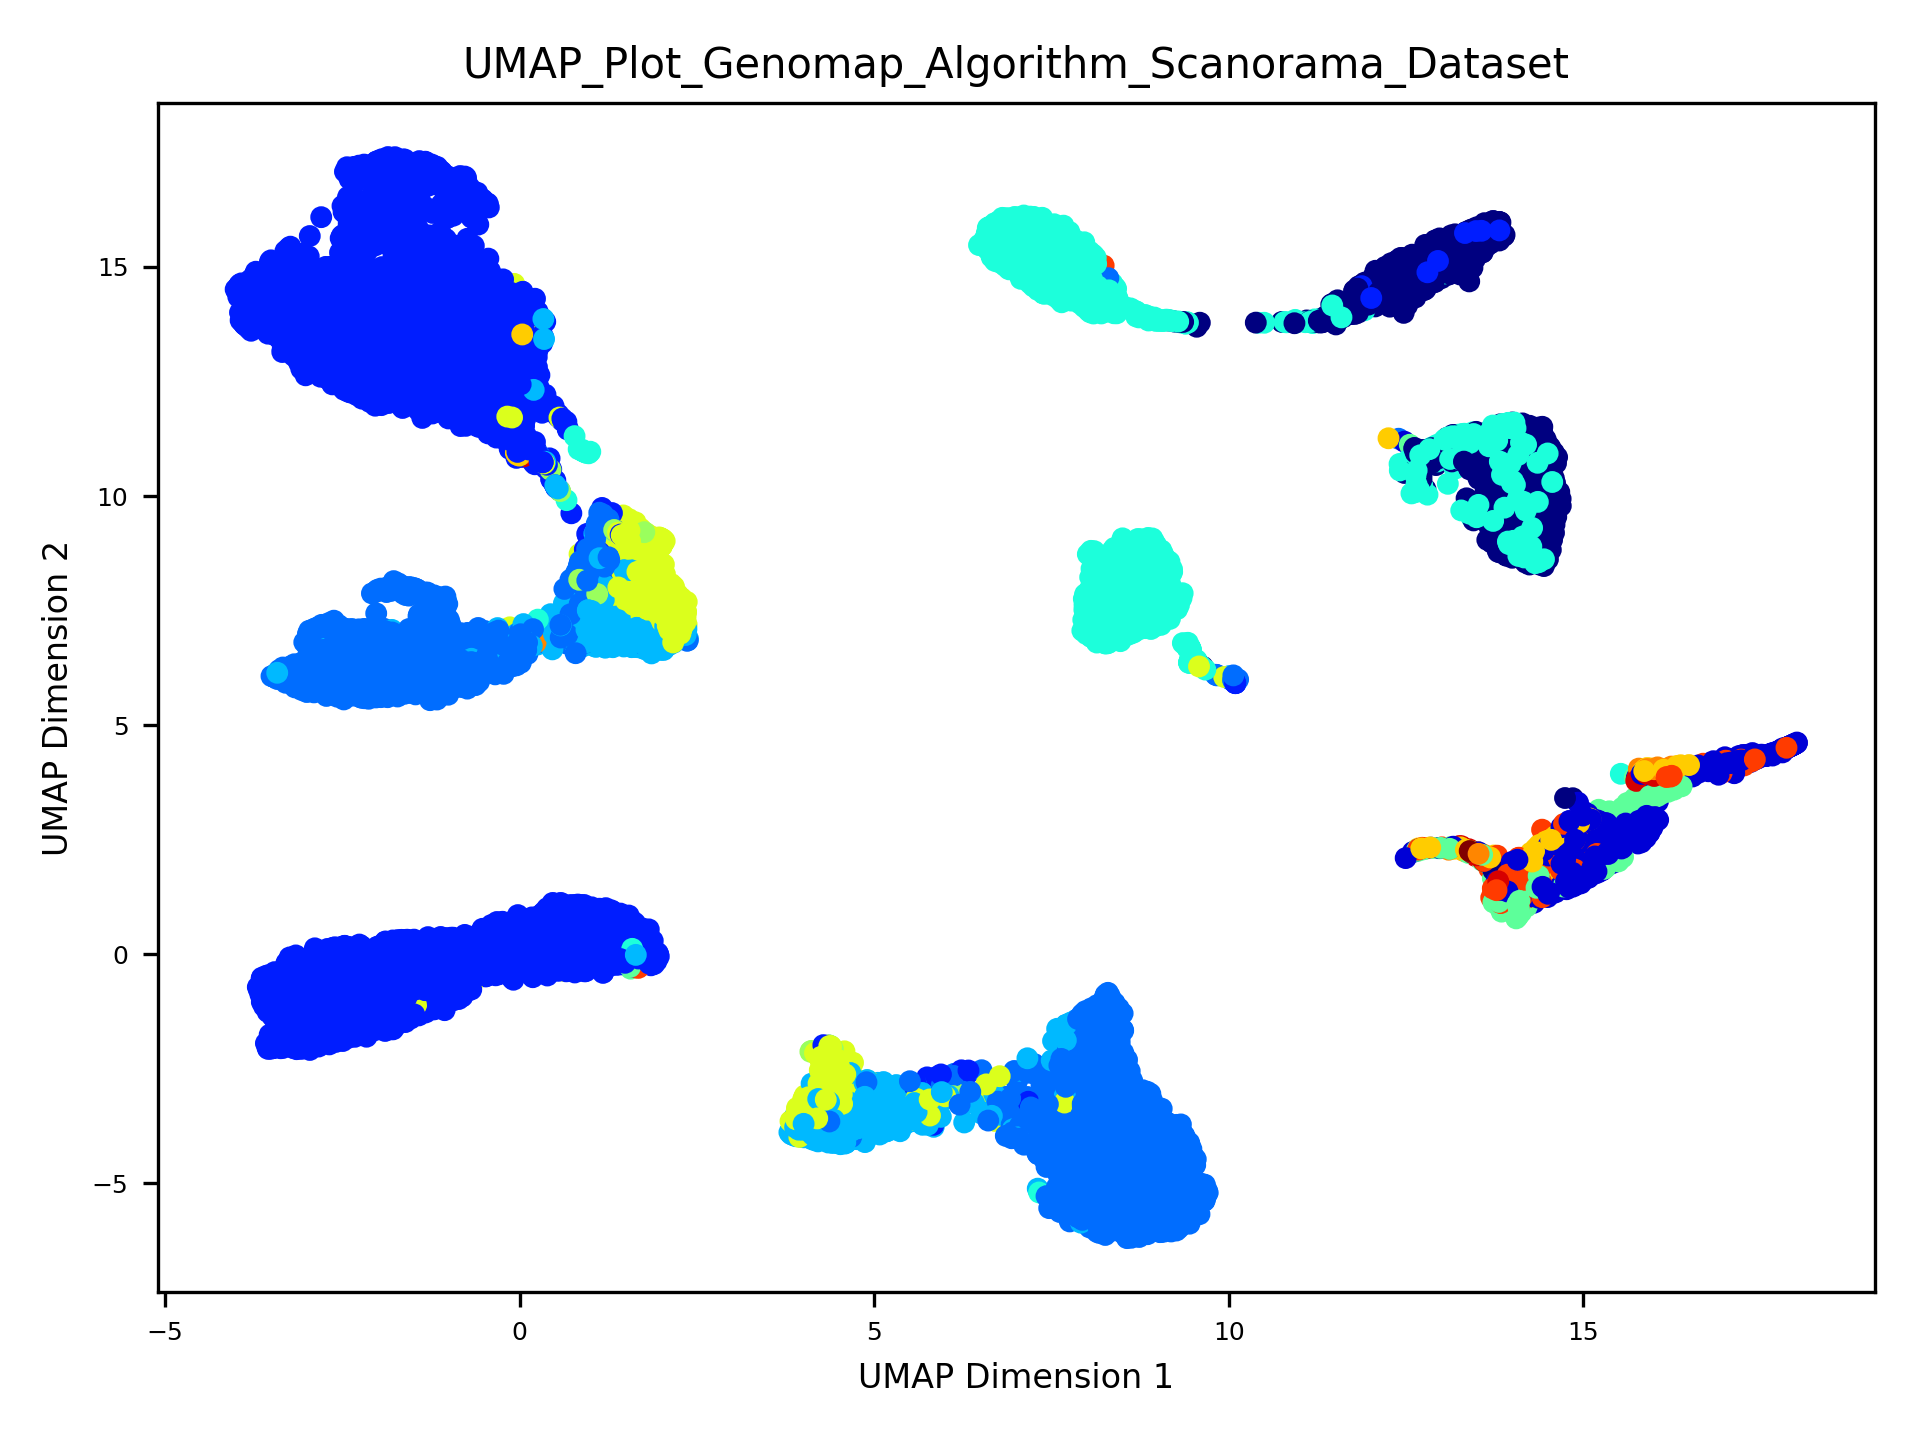 UMAP_Plot_Genomap_Algorithm_Scanorama_Dataset
UMAP Dimension 2
15
10
5
0
−5
−5 0 5 10 15
UMAP Dimension 1